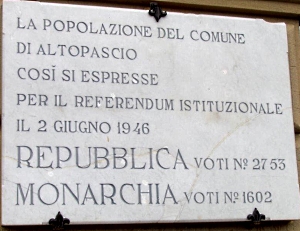 LA POPOLAZIONE DEL COMUNE
DI ALTOPASCIO
COSÍ SI ESPRESSE
PER IL REFERENDUM ISTITUZIONALE
IL 2 GIUGNO 1946
REPUBBLICA VOTI Nº 2753
MONARCHIA VOTI Nº 1602